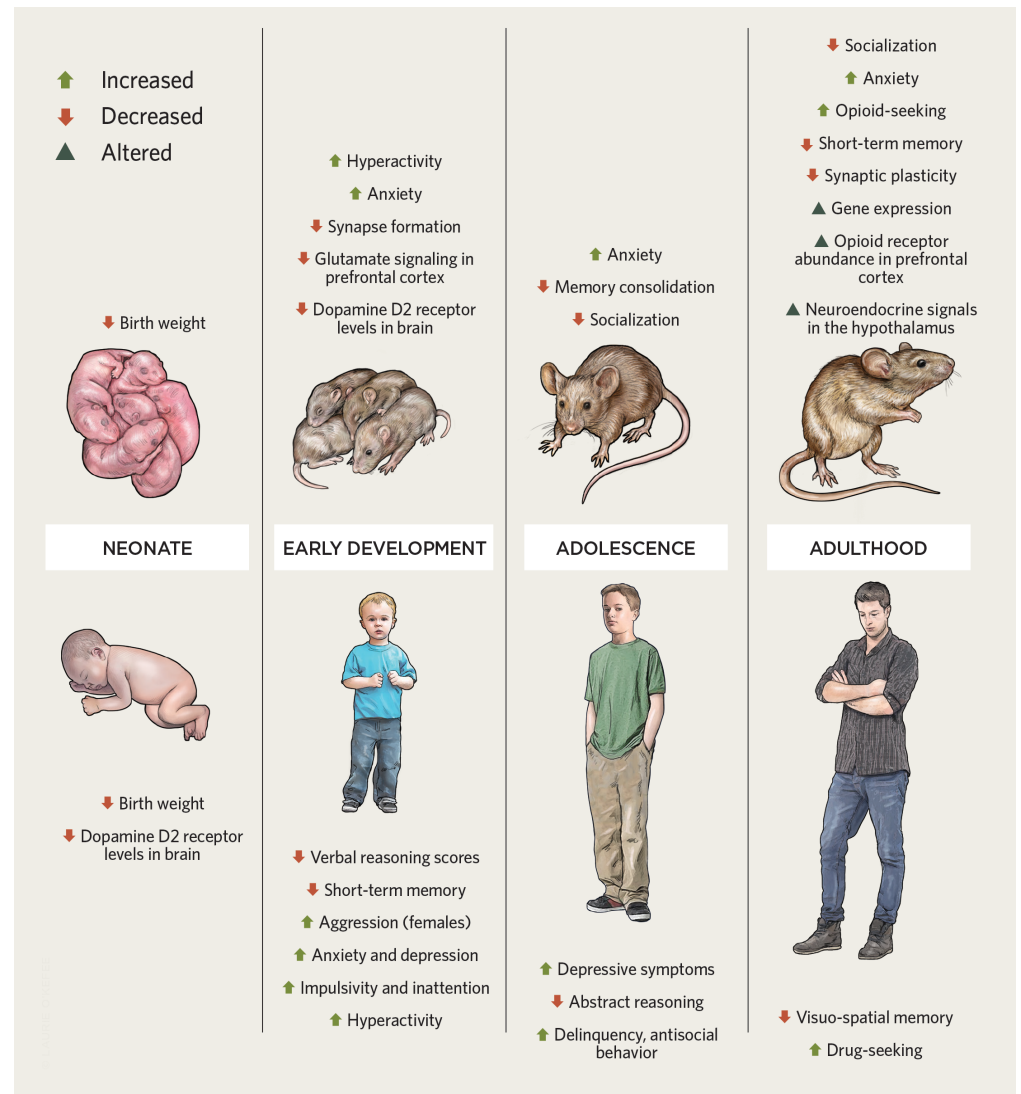 Increased
Decreased
Altered
Birth weight
Hyperactivity
Anxiety
Synapse formation
Glutamate signaling in
prefrontal cortex
Dopamine D2 receptor
levels in brain
Anxiety
Memory consolidation
Socialization
Socialization
Anxiety
Opioid-seeking
Short-term memory
Synaptic plasticity
Gene expression
Opioid receptor
abundance in prefrontal
cortex
Neuroendocrine signals
in the hypothalamus
NEONATE
EARLY DEVELOPMENT
ADOLESCENCE
ADULTHOOD
Birth weight
Dopamine D2 receptor
levels in brain
Verbal reasoning scores
Short-term memory
Aggression (females)
Anxiety and depression
Impulsivity and inattention
Hyperactivity
Depressive symptoms
Abstract reasoning
Delinquency, antisocial
behavior
Visuo-spatial memory
Drug-seeking